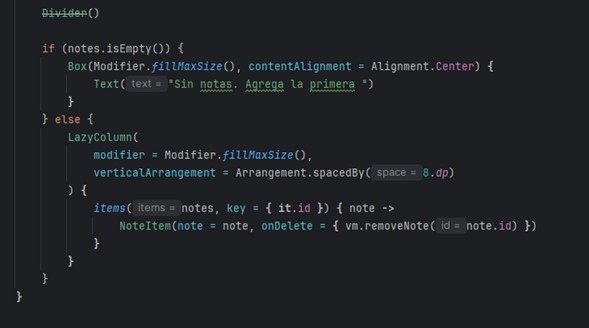 Divider()
if (notes.isEmpty()) {
Box(Modifier.fillMaxSize(), contentAlignment = Alignment.Center) {
Text( text = "Sin notas. Agrega la primera ")
}
} else {
LazyColumn(
modifier = Modifier.fillMaxSize(),
verticalArrangement = Arrangement.spacedBy( space = 8.dp)
) {
items( items = notes, key = { it.id }) { note ->
NoteItem(note = note, onDelete = { vm.removeNote( id = note.id) })
}
}
}
}